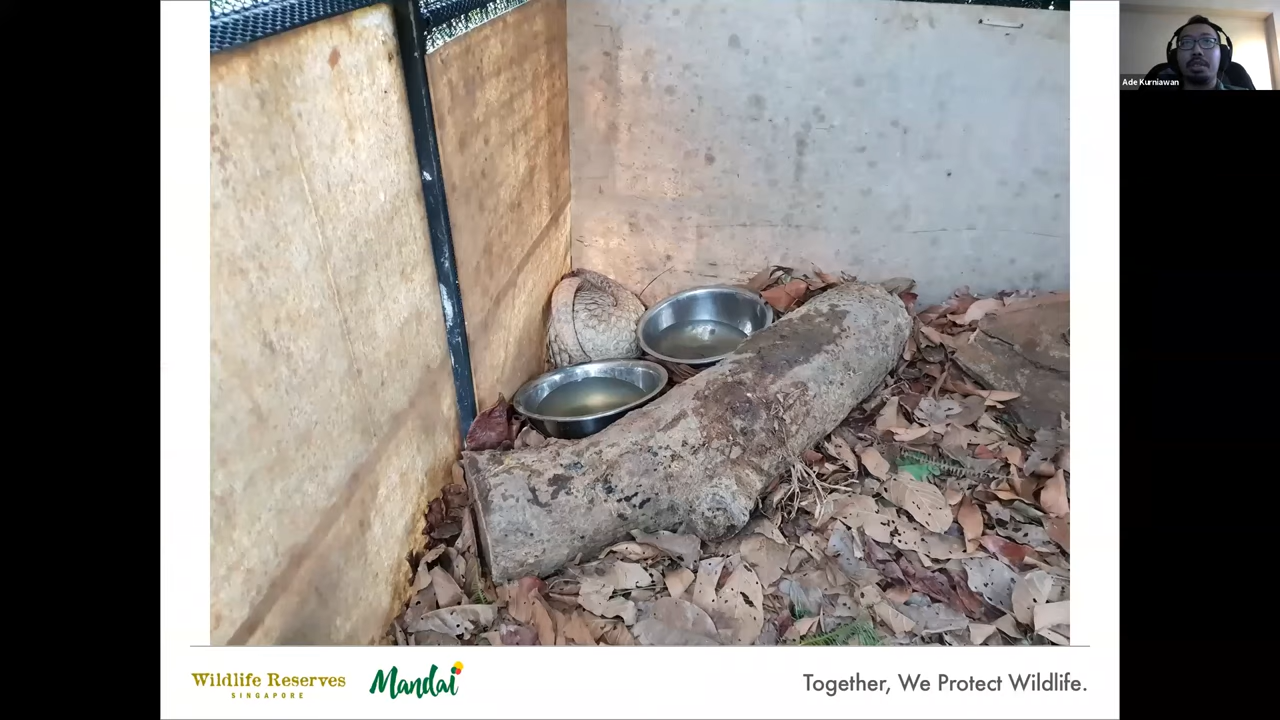 Ade Kurniawan
Wildlife Reserves
SINGAPORE
Mandai
Together, We Protect Wildlife.